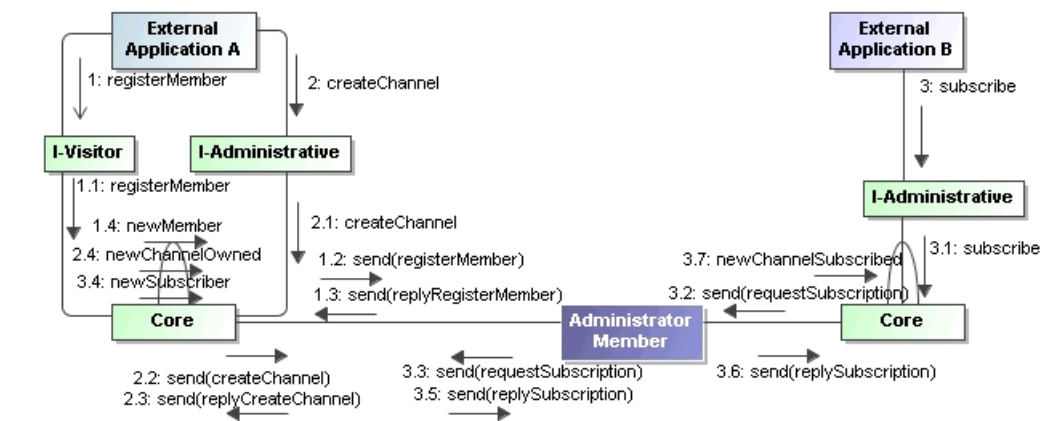 External
Application A
External
Application B
1: registerMember
2: createChannel
3: subscribe
I-Visitor
I-Administrative
1.1: registerMember
I-Administrative
1.4: newMember
2.1: createChannel
2.4: newChannelOwned
1.2: send(registerMember)
3.7: newChannelSubscribed
3.1: subscribe
3.4: newSubscriber
1.3: send(replyRegisterMember)
3.2: send(requestSubscription)
Core
Administrator
Member
Core
2.2: send(createChannel)
3.3: send(requestSubscription)
3.6: send(replySubscription)
2.3: send(replyCreateChannel)
3.5: send(replySubscription)